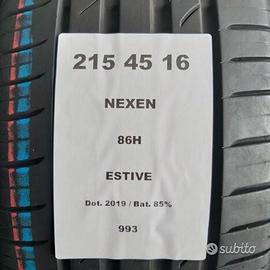 215 45 16
NEXEN
86H
ESTIVE
Dot. 2019 / Bat. 85%
993
subito